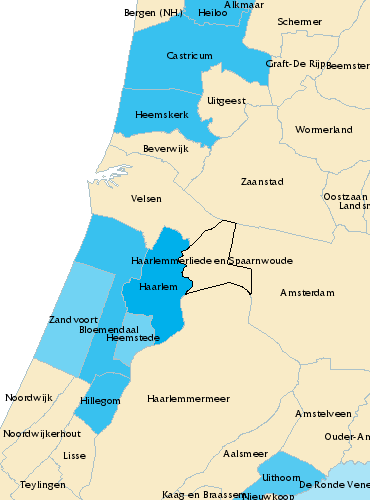 Alkmaar
Bergen (NH.)
Heiloo
Schermer
Castricum
Graft-De Rijp
Beemster
Uitgeest
Heemskerk
Wormerland
Beverwijk
Zaanstad
Velsen
Oostzaan
Landsm
Haarlemmerliede en Spaarnwoude
Haarlem
Amsterdam
Zandvoort
Bloemendaal
Heemstede
Noordwijk
Hillegom
Haarlemmermeer
Amstelveen
Noordwijkerhout
Ouder-Am
Lisse
Aalsmeer
Teylingen
Uithoorn
De Ronde Vene
Kaag en Braassem
Nieuwkoop